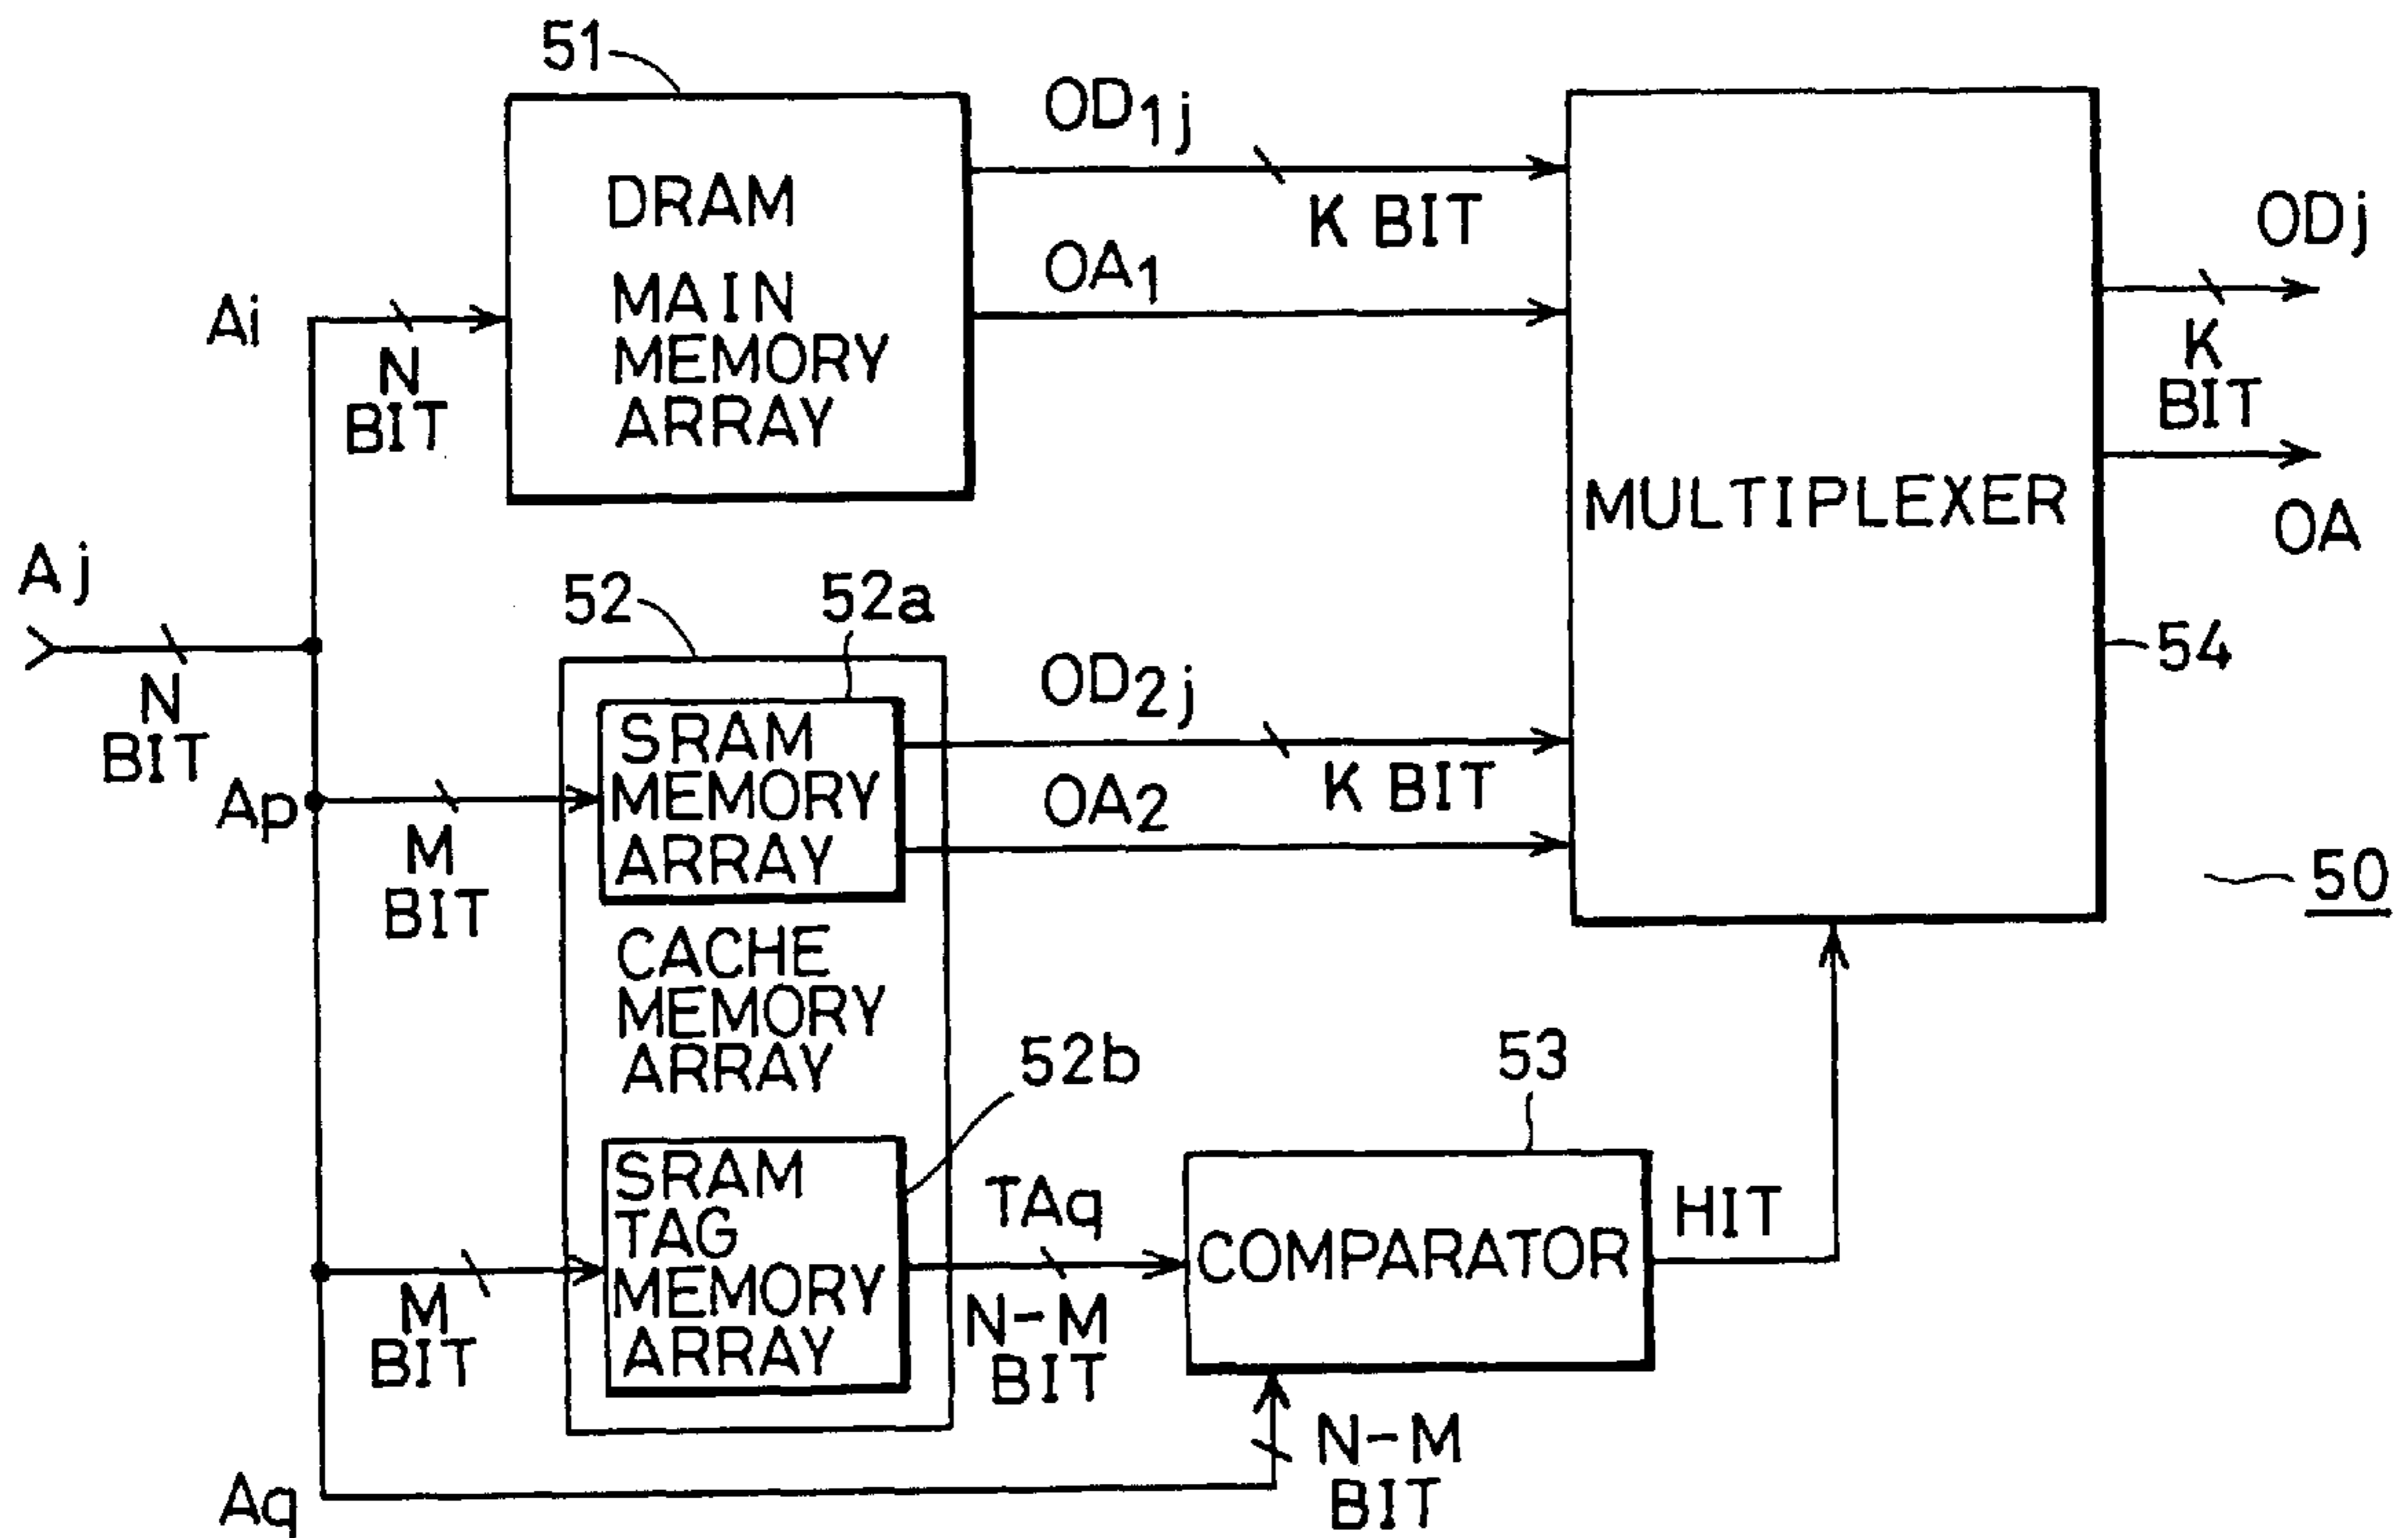 51
DRAM
MAIN
MEMORY
ARRAY
OD1j
K BIT
OA1
MULTIPLEXER
ODj
K
BIT
OA
54
50
Ai
N
BIT
Aj
N
BIT
52
52a
SRAM
MEMORY
ARRAY
OD2j
K BIT
OA2
Ap
M
BIT
CACHE
MEMORY
ARRAY
52b
SRAM
TAG
MEMORY
ARRAY
M
BIT
TAq
N-M
BIT
53
COMPARATOR
HIT
N-M
BIT
Aq